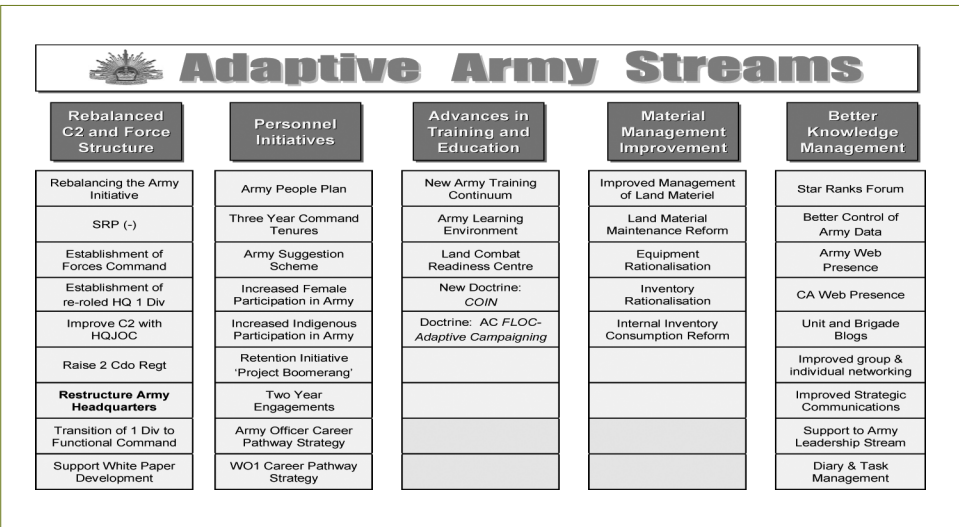 Adaptive Army Streams
Rebalanced
C2 and Force
Structure
Rebalancing the Army
Initiative
SRP (-)
Establishment of
Forces Command
Establishment of
re-roled HQ 1 Div
Improve C2 with
HQJOC
Raise 2 Cdo Regt
Restructure Army
Headquarters
Transition of 1 Div to
Functional Command
Support White Paper
Development
Personnel
Initiatives
Army People Plan
Three Year Command
Tenures
Army Suggestion
Scheme
Increased Female
Participation in Army
Increased Indigenous
Participation in Army
Retention Initiative
‘Project Boomerang’
Two Year
Engagements
Army Officer Career
Pathway Strategy
WO1 Career Pathway
Strategy
Advances in
Training and
Education
New Army Training
Continuum
Army Learning
Environment
Land Combat
Readiness Centre
New Doctrine:
COIN
Doctrine: AC FLOC-
Adaptive Campaigning
Material
Management
Improvement
Improved Management
of Land Materiel
Land Material
Maintenance Reform
Equipment
Rationalisation
Inventory
Rationalisation
Internal Inventory
Consumption Reform
Better
Knowledge
Management
Star Ranks Forum
Better Control of
Army Data
Army Web
Presence
CA Web Presence
Unit and Brigade
Blogs
Improved group &
individual networking
Improved Strategic
Communications
Support to Army
Leadership Stream
Diary & Task
Management